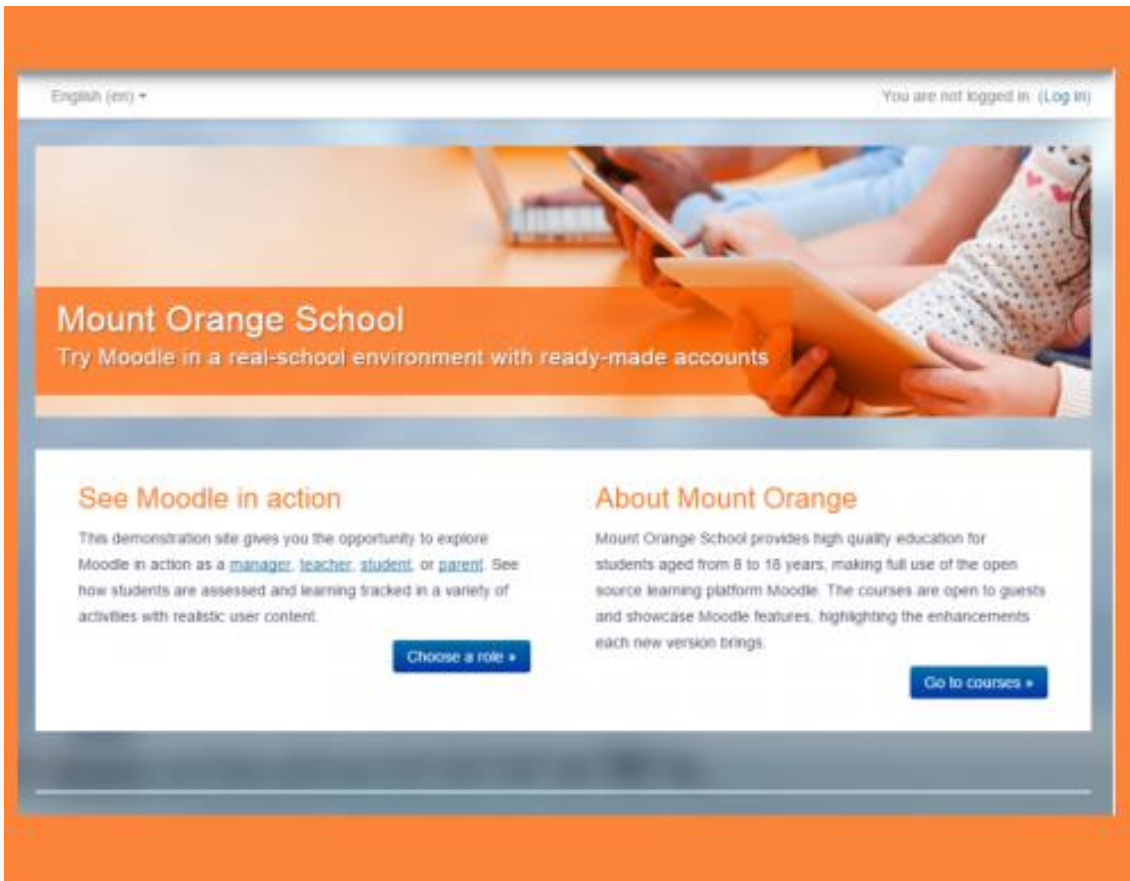 English (en)
You are not logged in. (Log in)
Mount Orange School
Try Moodle in a real-school environment with ready-made accounts
See Moodle in action
This demonstration site gives you the opportunity to explore
Moodle in action as a manager, teacher, student, or parent. See
how students are assessed and learning tracked in a variety of
activities with realistic user content.
Choose a role »
About Mount Orange
Mount Orange School provides high quality education for
students aged from 8 to 18 years, making full use of the open
source learning platform Moodle. The courses are open to guests
and showcase Moodle features, highlighting the enhancements
each new version brings.
Go to courses »